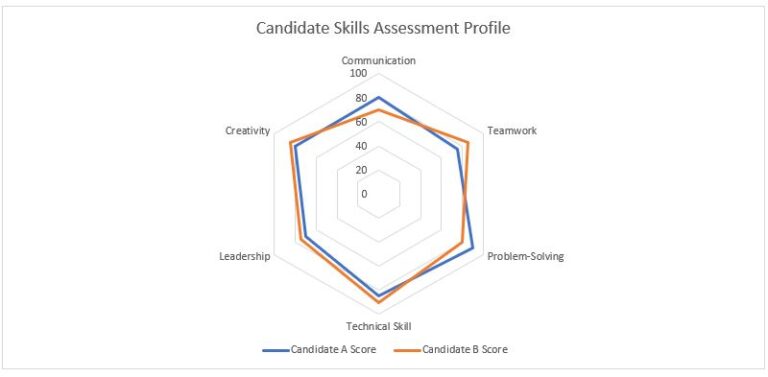 Candidate Skills Assessment Profile
Communication
100
80
60
40
20
0
Creativity
Teamwork
Leadership
Problem-Solving
Technical Skill
Candidate A Score
Candidate B Score